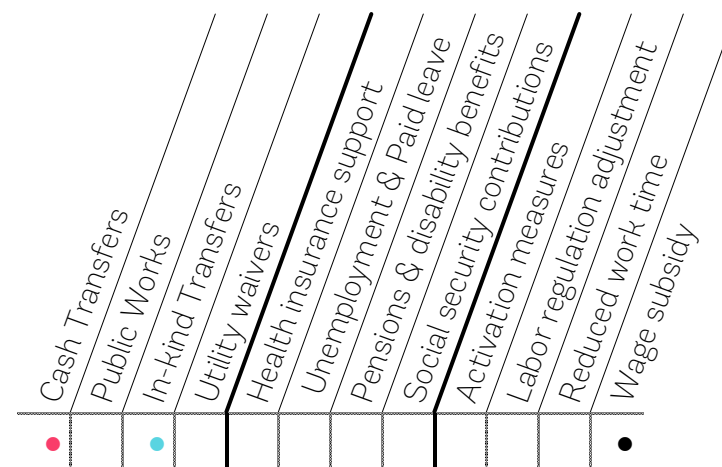 Cash Transfers
Public Works
In-kind Transfers
Utility waivers
Health insurance support
Unemployment & Paid leave
Pensions & disability benefits
Social security contributions
Activation measures
Labor regulation adjustment
Reduced work time
Wage subsidy